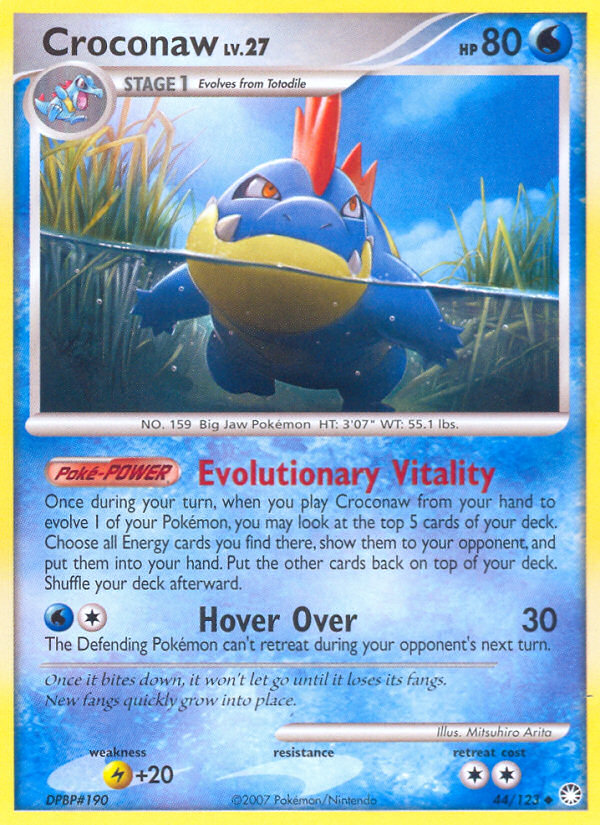 Croconaw LV.27
HP 80
STAGE 1 Evolves from Totodile
NO. 159 Big Jaw Pokémon HT: 3'07" WT: 55.1 lbs.
Poké-POWER Evolutionary Vitality
Once during your turn, when you play Croconaw from your hand to
evolve 1 of your Pokémon, you may look at the top 5 cards of your deck.
Choose all Energy cards you find there, show them to your opponent, and
put them into your hand. Put the other cards back on top of your deck.
Shuffle your deck afterward.
Hover Over 30
The Defending Pokémon can't retreat during your opponent's next turn.
Once it bites down, it won't let go until it loses its fangs.
New fangs quickly grow into place.
Illus. Mitsuhiro Arita
weakness resistance retreat cost
+20
DPBP#190 ©2007 Pokémon/Nintendo 44/123